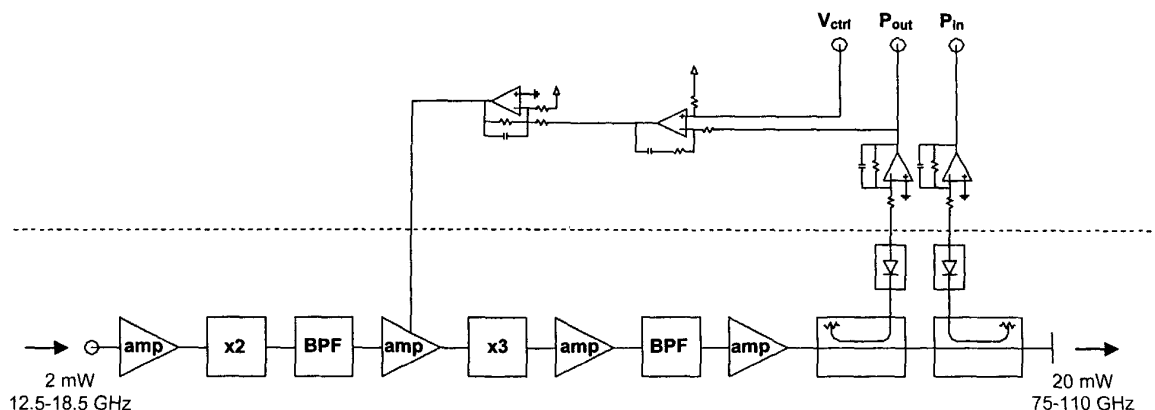 Vctrl Pout Pin
amp x2 BPF amp x3 amp BPF amp
2 mW
12.5-18.5 GHz
20 mW
75-110 GHz